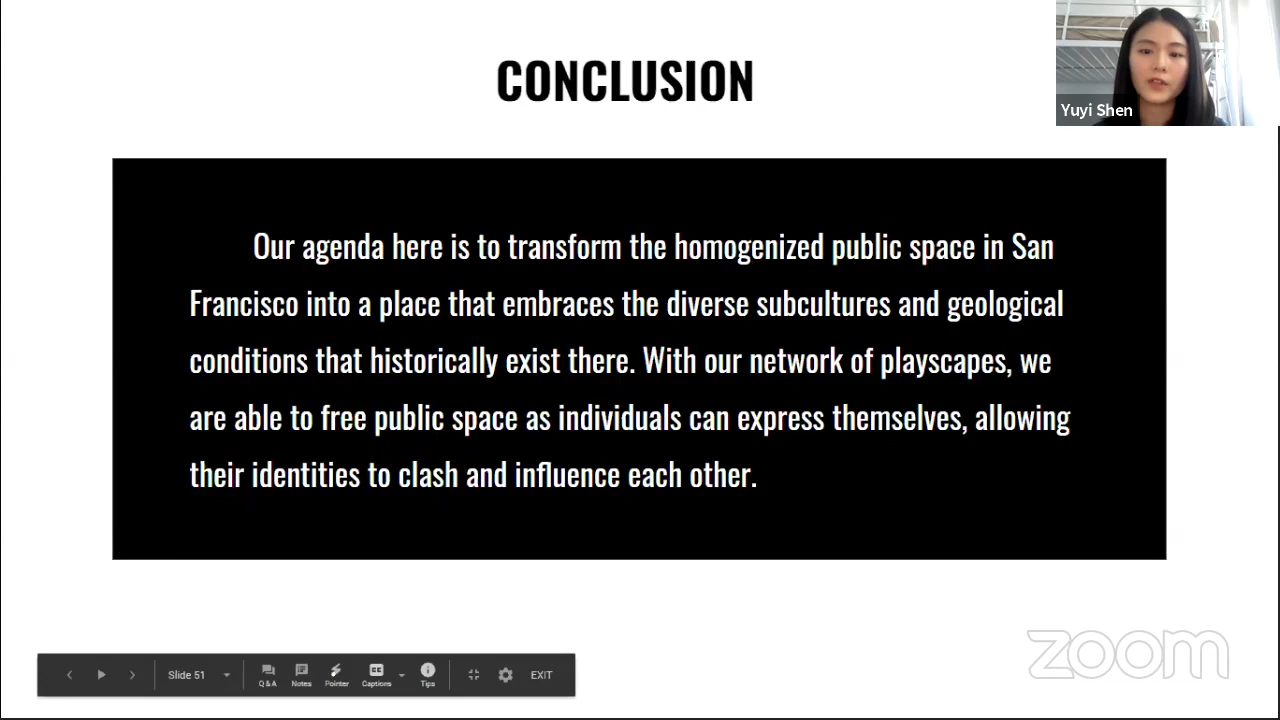 CONCLUSION
Yuyi Shen
Our agenda here is to transform the homogenized public space in San
Francisco into a place that embraces the diverse subcultures and geological
conditions that historically exist there. With our network of playscapes, we
are able to free public space as individuals can express themselves, allowing
their identities to clash and influence each other.
zoom
Slide 51
Q & A
Notes
Pointer
CC
Captions
Tips
EXIT